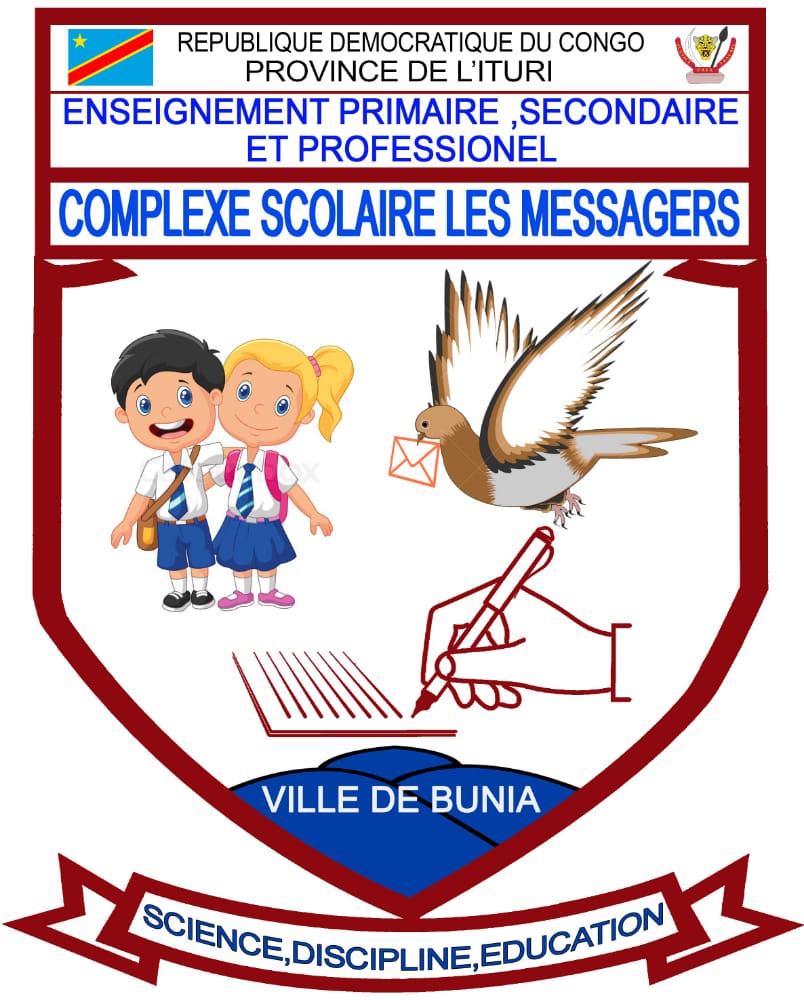 REPUBLIQUE DEMOCRATIQUE DU CONGO
PROVINCE DE L'ITURI
ENSEIGNEMENT PRIMAIRE ,SECONDAIRE
ET PROFESSIONEL
COMPLEXE SCOLAIRE LES MESSAGERS
VILLE DE BUNIA
SCIENCE,DISCIPLINE,EDUCATION